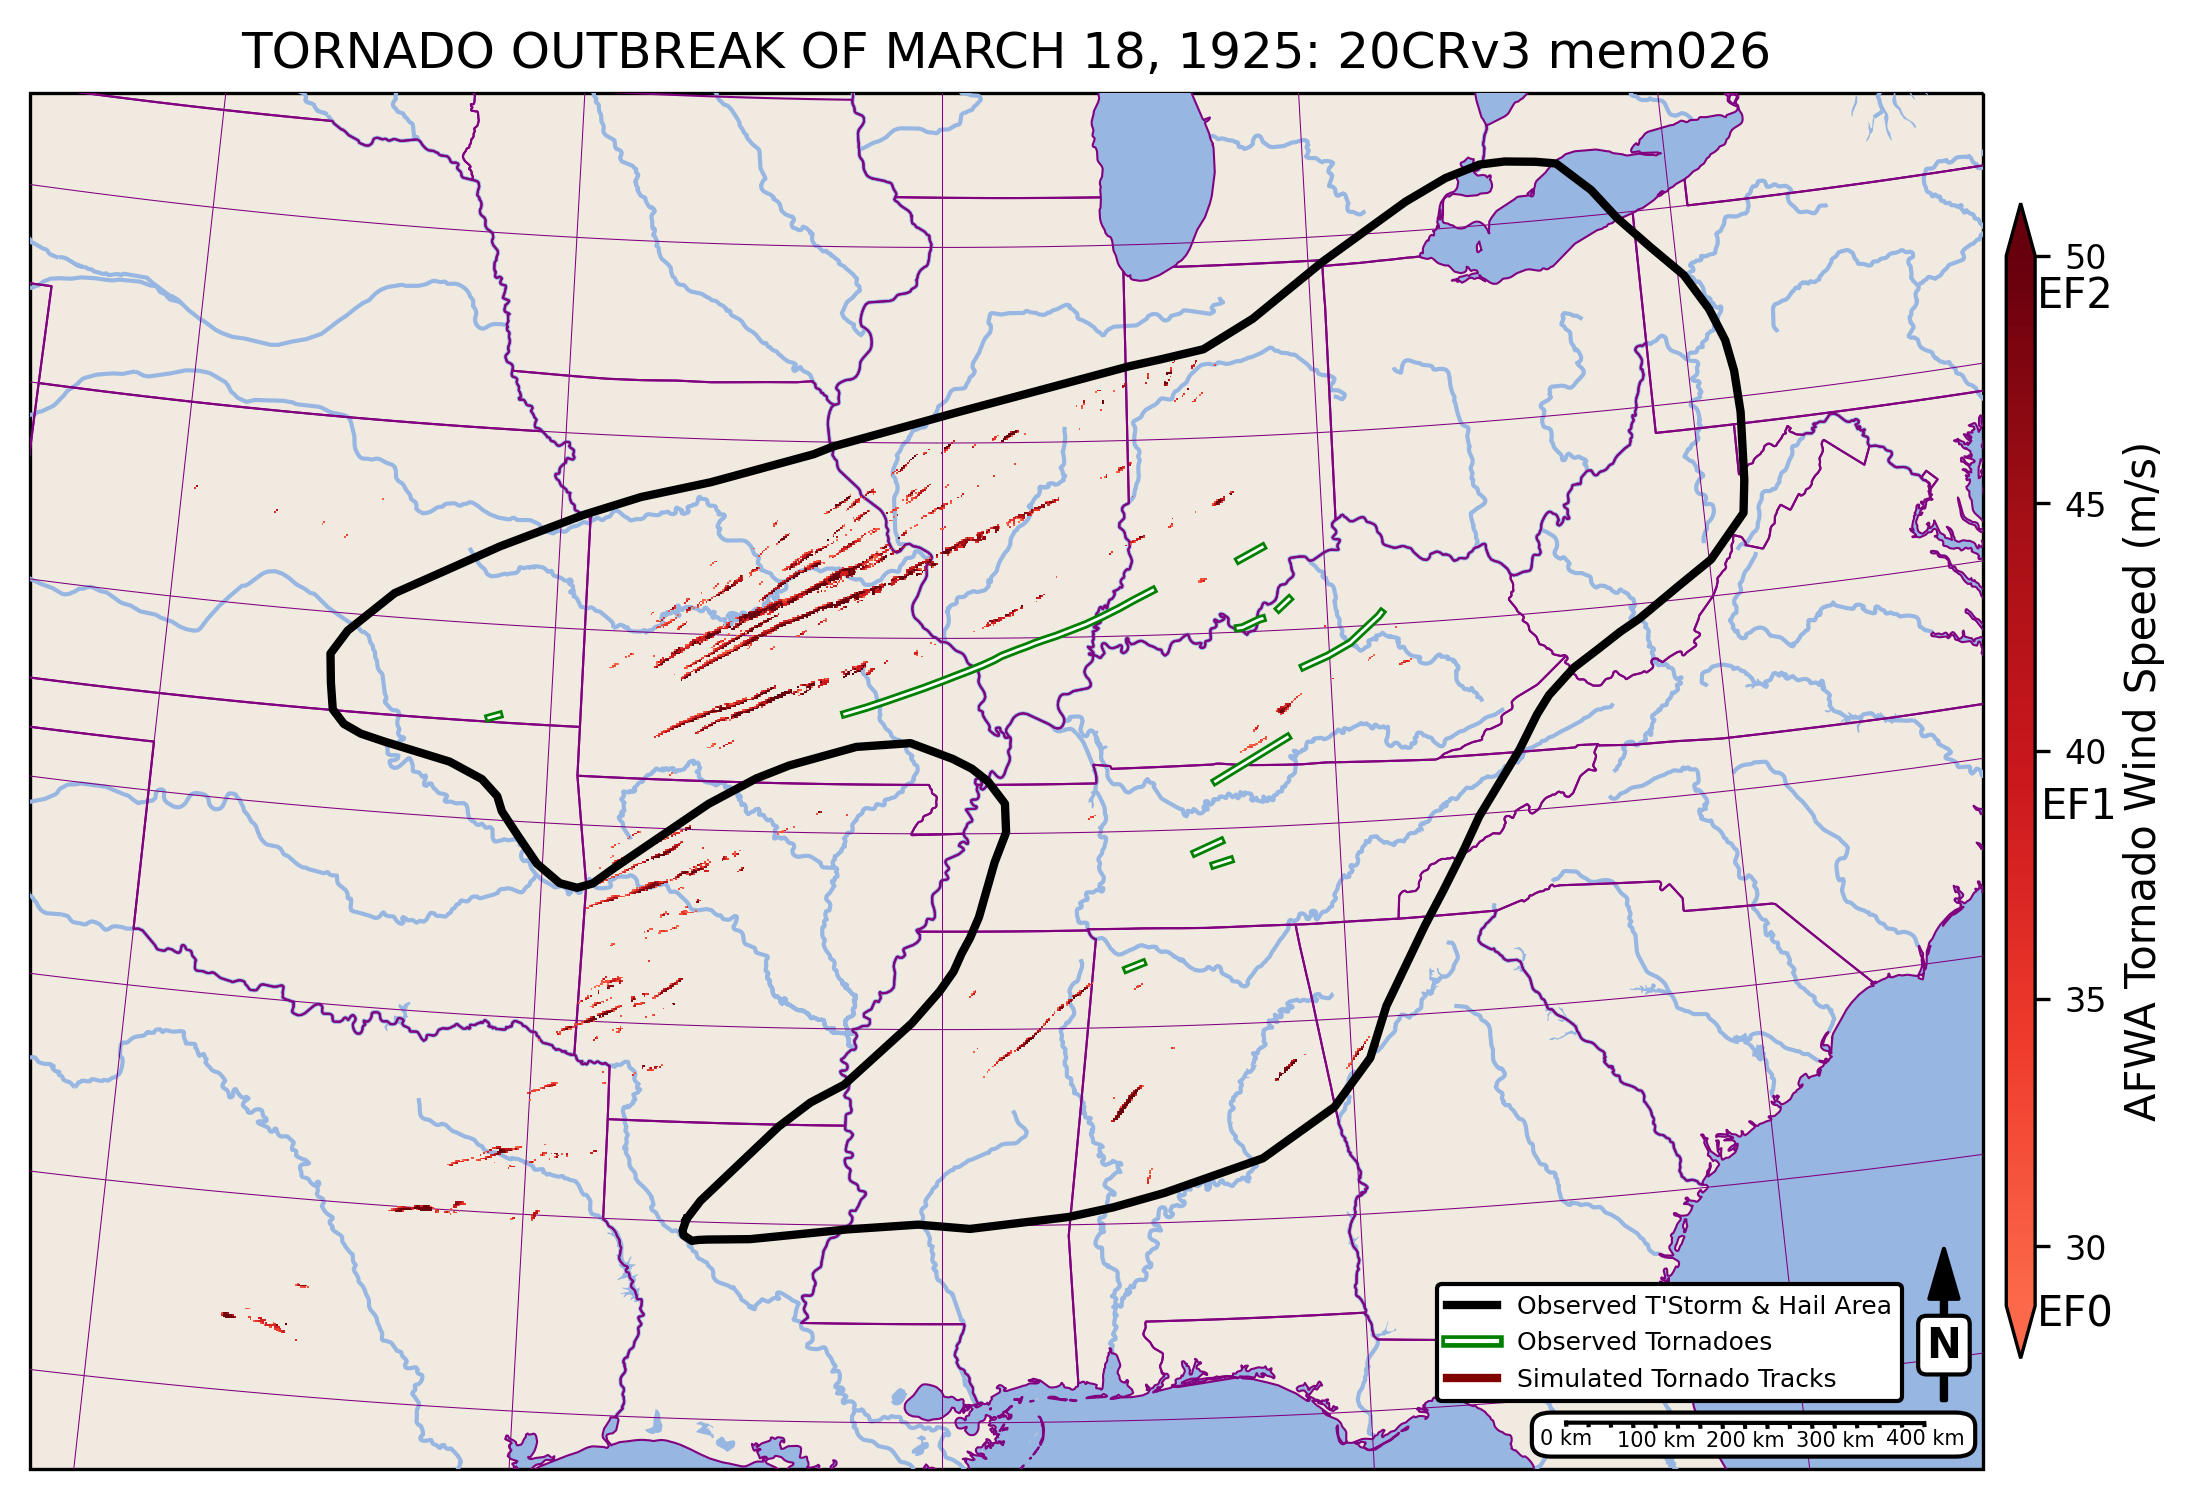 TORNADO OUTBREAK OF MARCH 18, 1925: 20CRv3 mem026
50
EF2
45
40
EF1
35
30
EF0
AFWA Tornado Wind Speed (m/s)
Observed T'Storm & Hail Area
Observed Tornadoes
Simulated Tornado Tracks
N
0 km 100 km 200 km 300 km 400 km